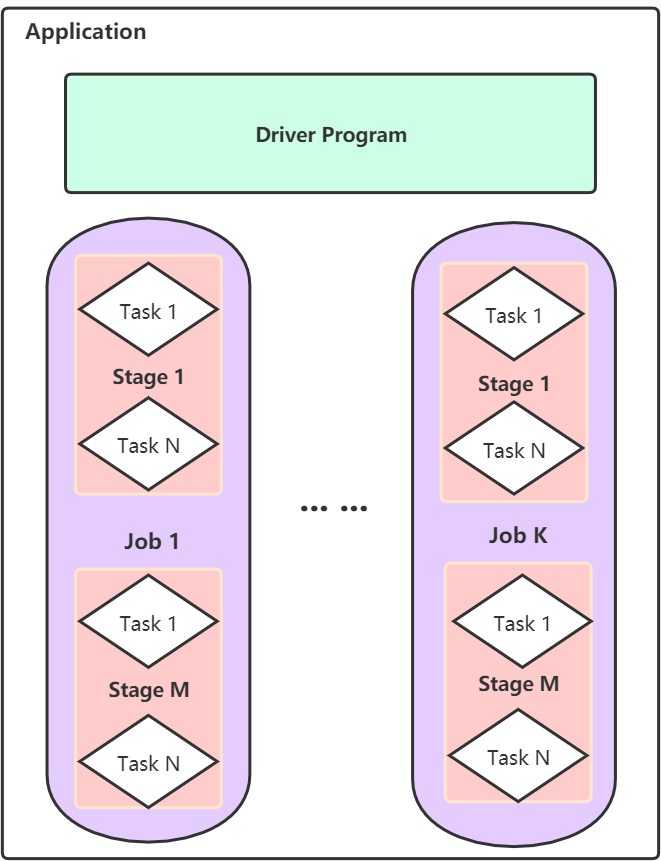 Application
Driver Program
Task 1
Stage 1
Task N
Job 1
Task 1
Stage M
Task N
... ...
Task 1
Stage 1
Task N
Job K
Task 1
Stage M
Task N